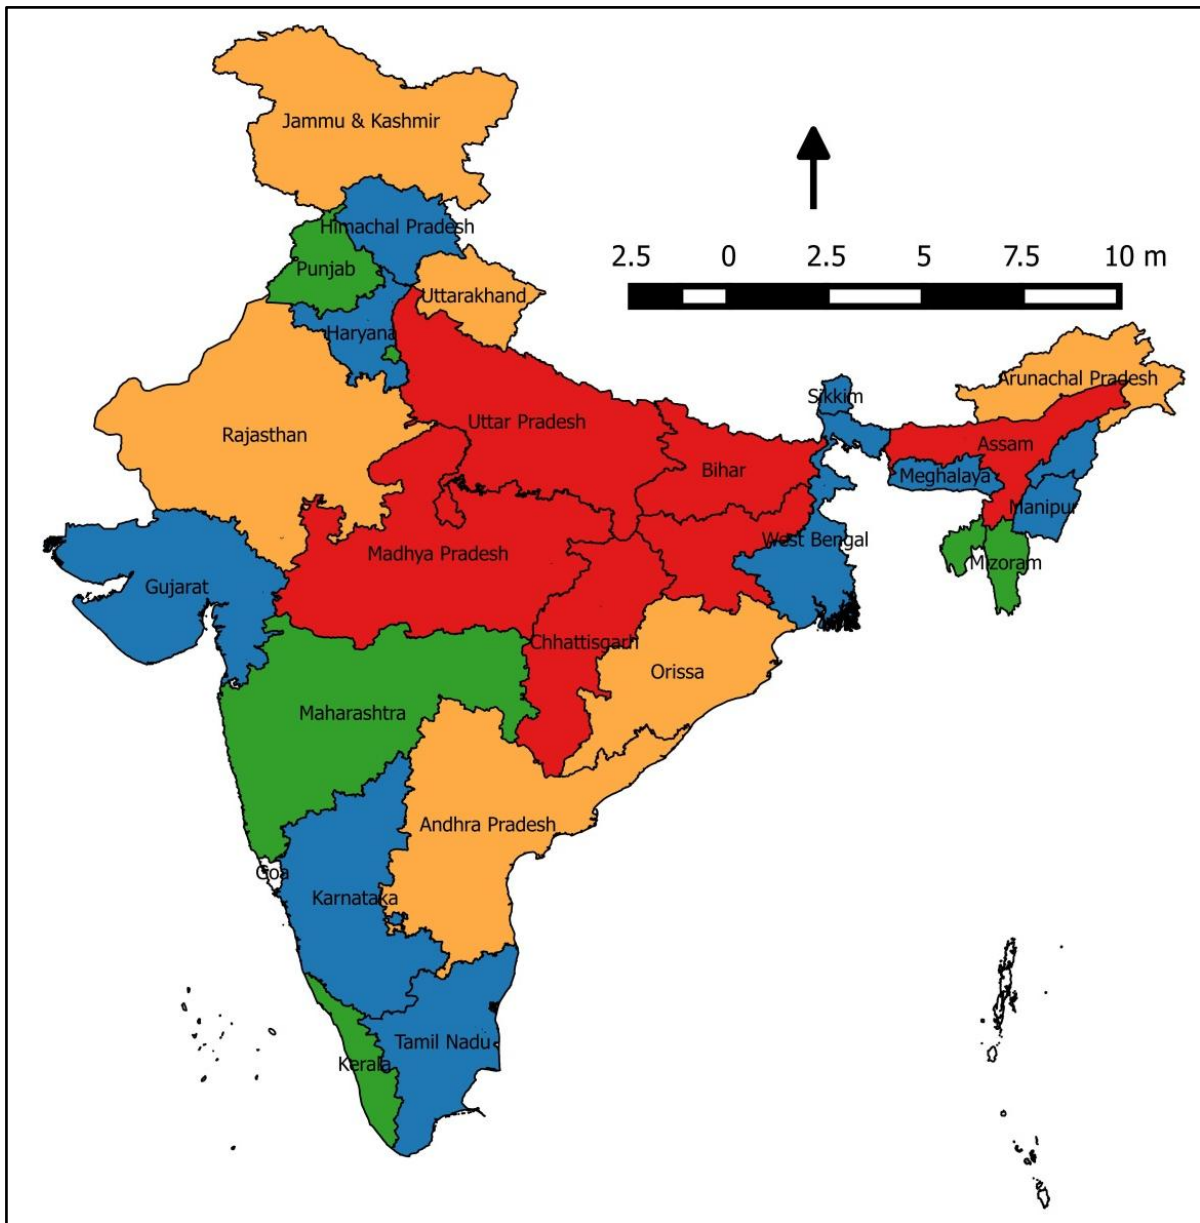 Jammu & Kashmir
Himachal Pradesh
Punjab
2.5 0 2.5 5 7.5 10 m
Uttarakhand
Haryana
Arunachal Pradesh
Sikkim
Uttar Pradesh
Rajasthan
Assam
Bihar
Meghalaya
Manipur
West Bengal
Madhya Pradesh
Mizoram
Gujarat
Chhattisgarh
Orissa
Maharashtra
Andhra Pradesh
Goa
Karnataka
Tamil Nadu
Kerala